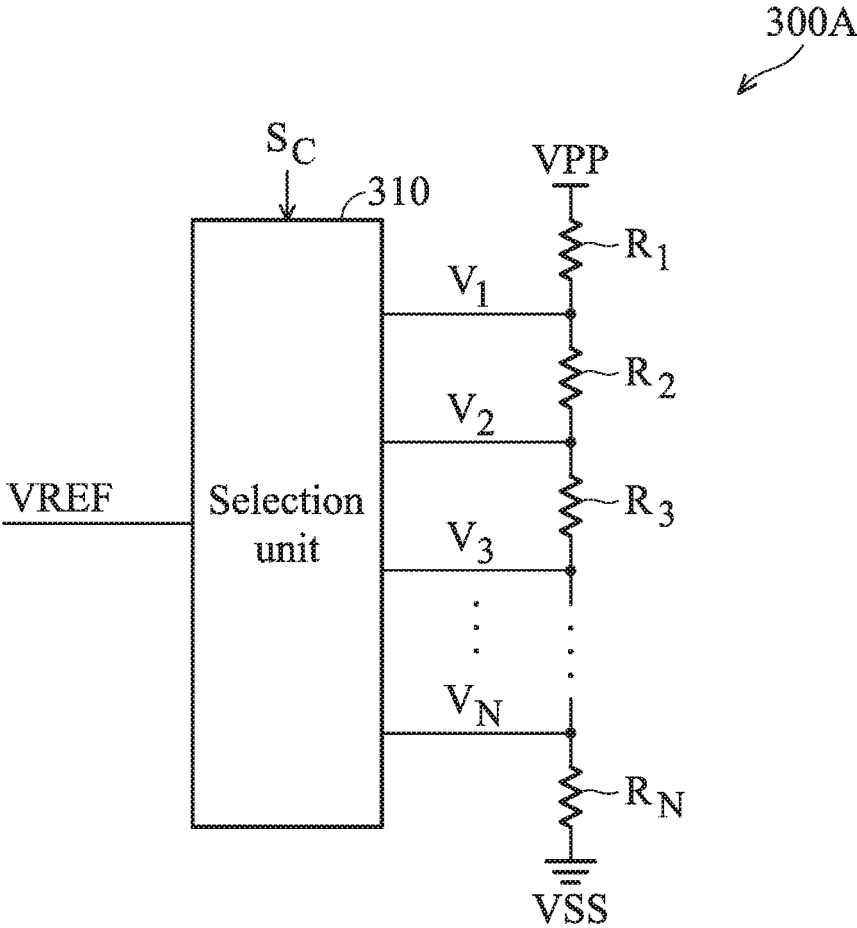 300A
S_C
310
VPP
R_1
V_1
R_2
V_2
VREF
Selection
unit
R_3
V_3
V_N
R_N
VSS